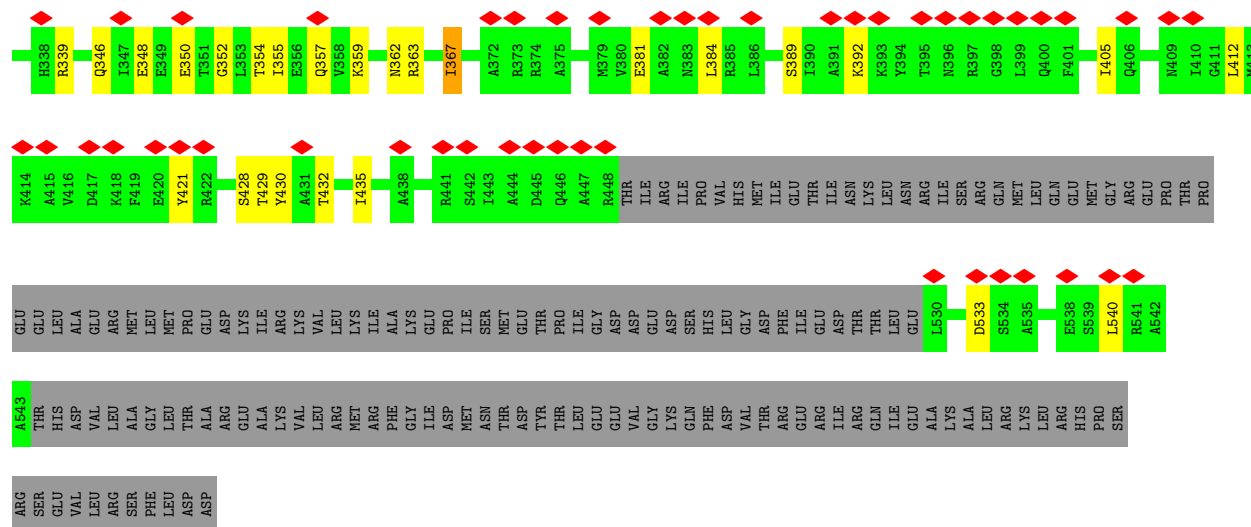 H338 R339 Q346 I347 E348 E349 E350 T351 G352 L353 T354 I355 E356 Q357 V358 K359 N362 R363 I367 A372 R373 R374 A375 M379 V380 E381 A382 N383 L384 R385 L386 S389 I390 A391 K392 K393 Y394 T395 N396 R397 G398 L399 Q400 F401 I405 Q406 N409 I410 G411 L412
K414 A415 V416 D417 K418 F419 E420 Y421 R422 S428 T429 Y430 A431 T432 I435 A438 R441 S442 I443 A444 D445 Q446 A447 R448 THR ILE ARG ILE PRO VAL HIS MET ILE GLU THR ILE ASN LYS LEU ASN ARG ILE SER ARG GLN MET LEU GLN GLU MET GLY ARG GLU PRO THR PRO
GLU GLU LEU ALA GLU ARG MET LEU MET PRO GLU ASP LYS ILE ARG LYS VAL LEU LYS ILE ALA LYS GLU PRO ILE SER MET GLU THR PRO ILE GLY ASP ASP GLU ASP SER HIS LEU GLY ASP PHE ILE GLU ASP THR THR LEU GLU L530 D533 S534 A535 E538 S539 L540 R541 A542
A543 THR HIS ASP VAL LEU ALA GLY LEU THR ALA ARG GLU ALA LYS VAL LEU ARG MET ARG PHE GLY ILE ASP MET ASN THR ASP TYR THR LEU GLU GLU VAL GLY LYS GLN PHE ASP VAL THR ARG GLU ARG ILE ARG GLN ILE GLU ALA LYS ALA LEU ARG LYS LEU ARG HIS PRO SER
ARG SER GLU VAL LEU ARG SER PHE LEU ASP ASP